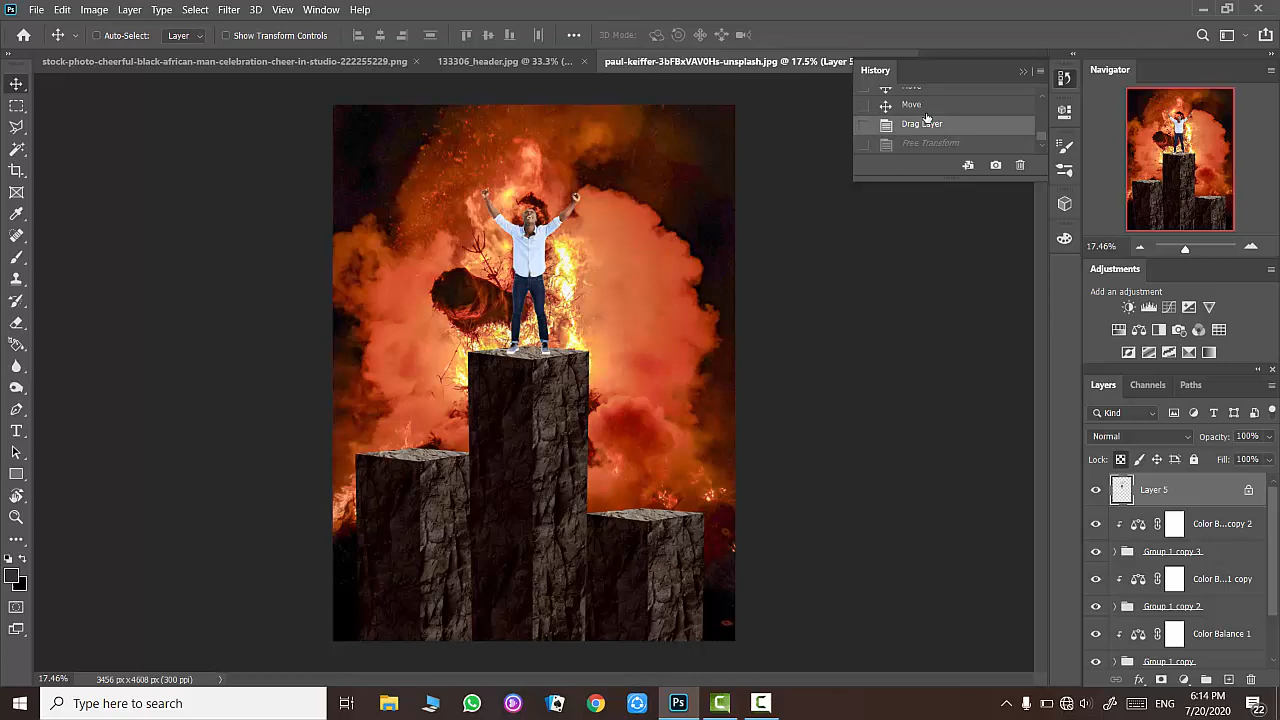 Ps File Edit Image Layer Type Select Filter 3D View Window Help
Auto-Select: Layer Show Transform Controls 3D Mode:
stock-photo-cheerful-black-african-man-celebration-cheer-in-studio-222255229.png × 133306_header.jpg @ 33.3% (... × paul-keiffer-3bFBxVAV0Hs-unsplash.jpg @ 17.5% (Layer 5
History
Move
Move
Drag Layer
Free Transform
Navigator
17.46%
Adjustments
Add an adjustment
Layers Channels Paths
Kind
Normal Opacity: 100%
Lock: Fill: 100%
Layer 5
Color B...copy 2
Group 1 copy 3
Color B...1 copy
Group 1 copy 2
Color Balance 1
Group 1 copy
17.46% 3456 px x 4608 px (300 ppi)
Type here to search
Ps
ENG
6:14 PM
7/20/2020
22